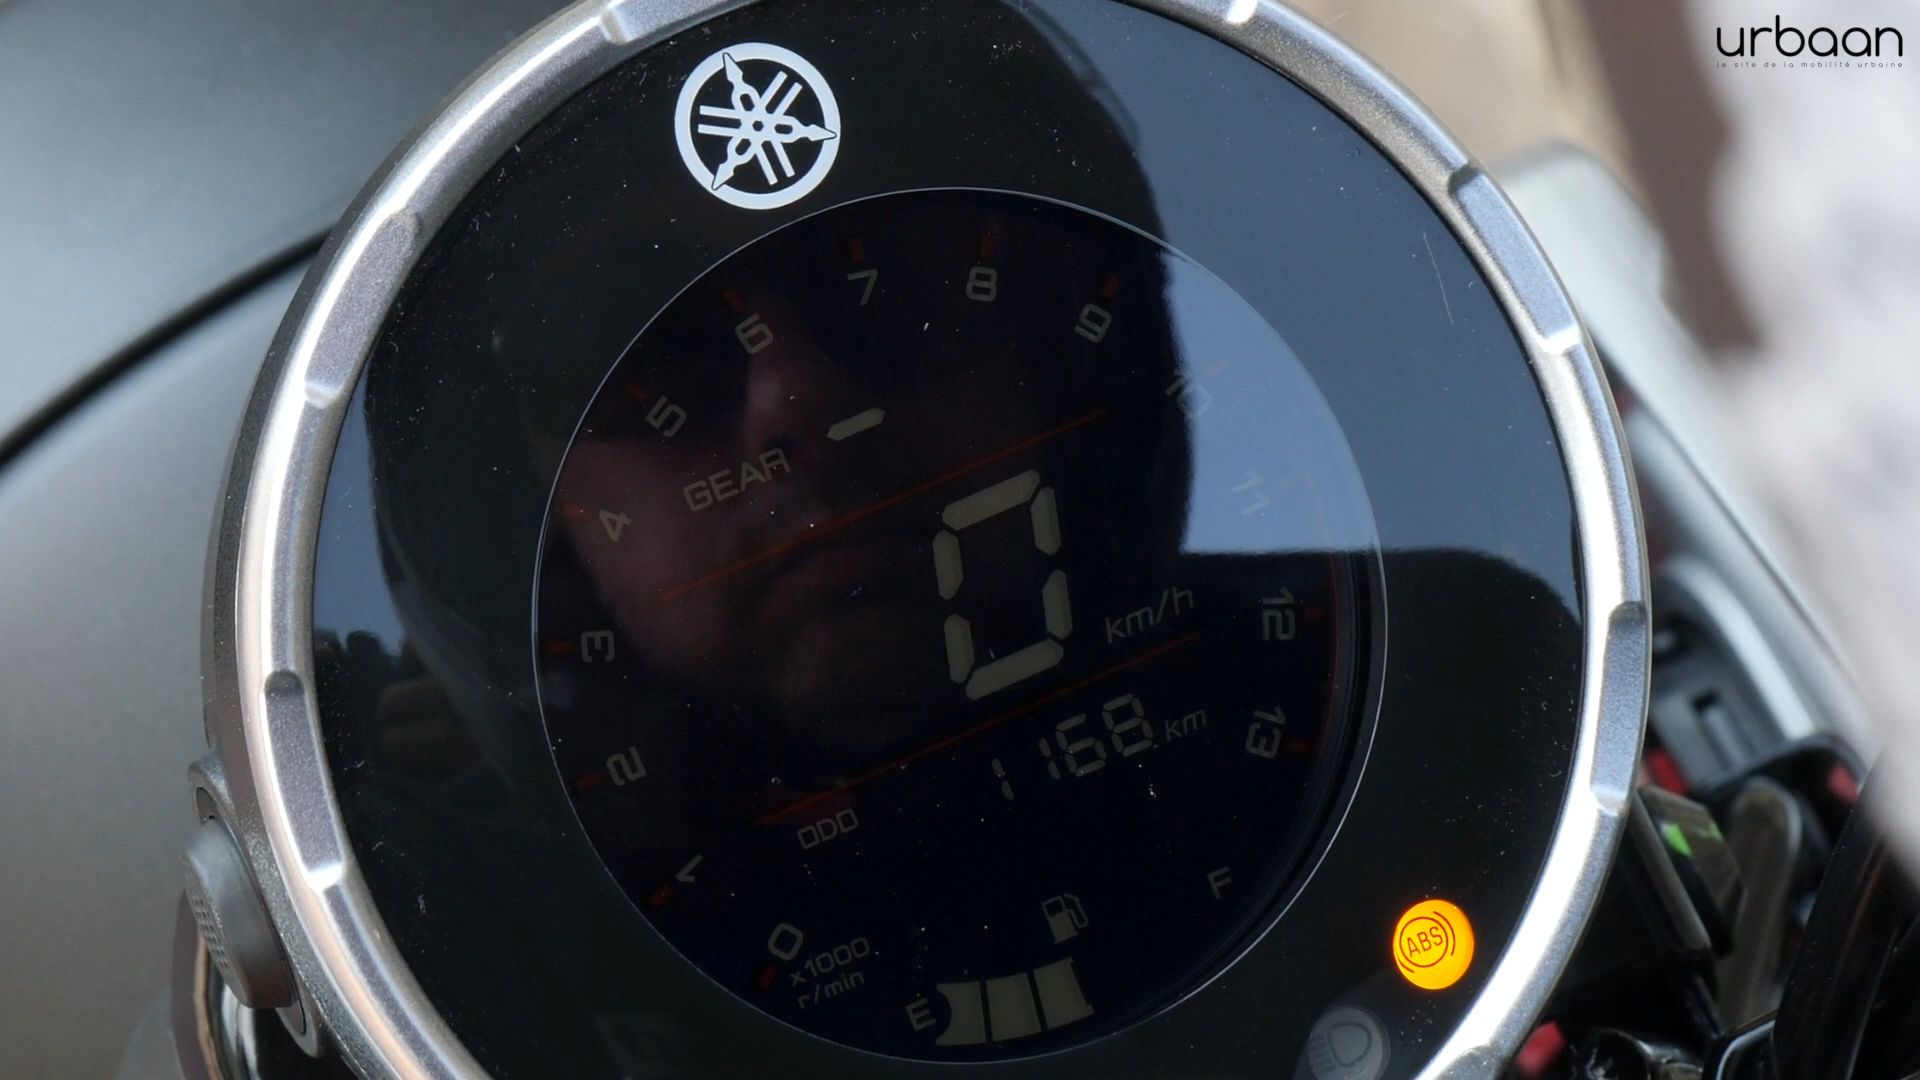 urbaan
le site de la mobilité urbaine
7
8
6
9
5
10
GEAR -
4
11
0 km/h
3
12
1168 km
13
2
ODO
1
F
0
x1000
r/min
E
ABS